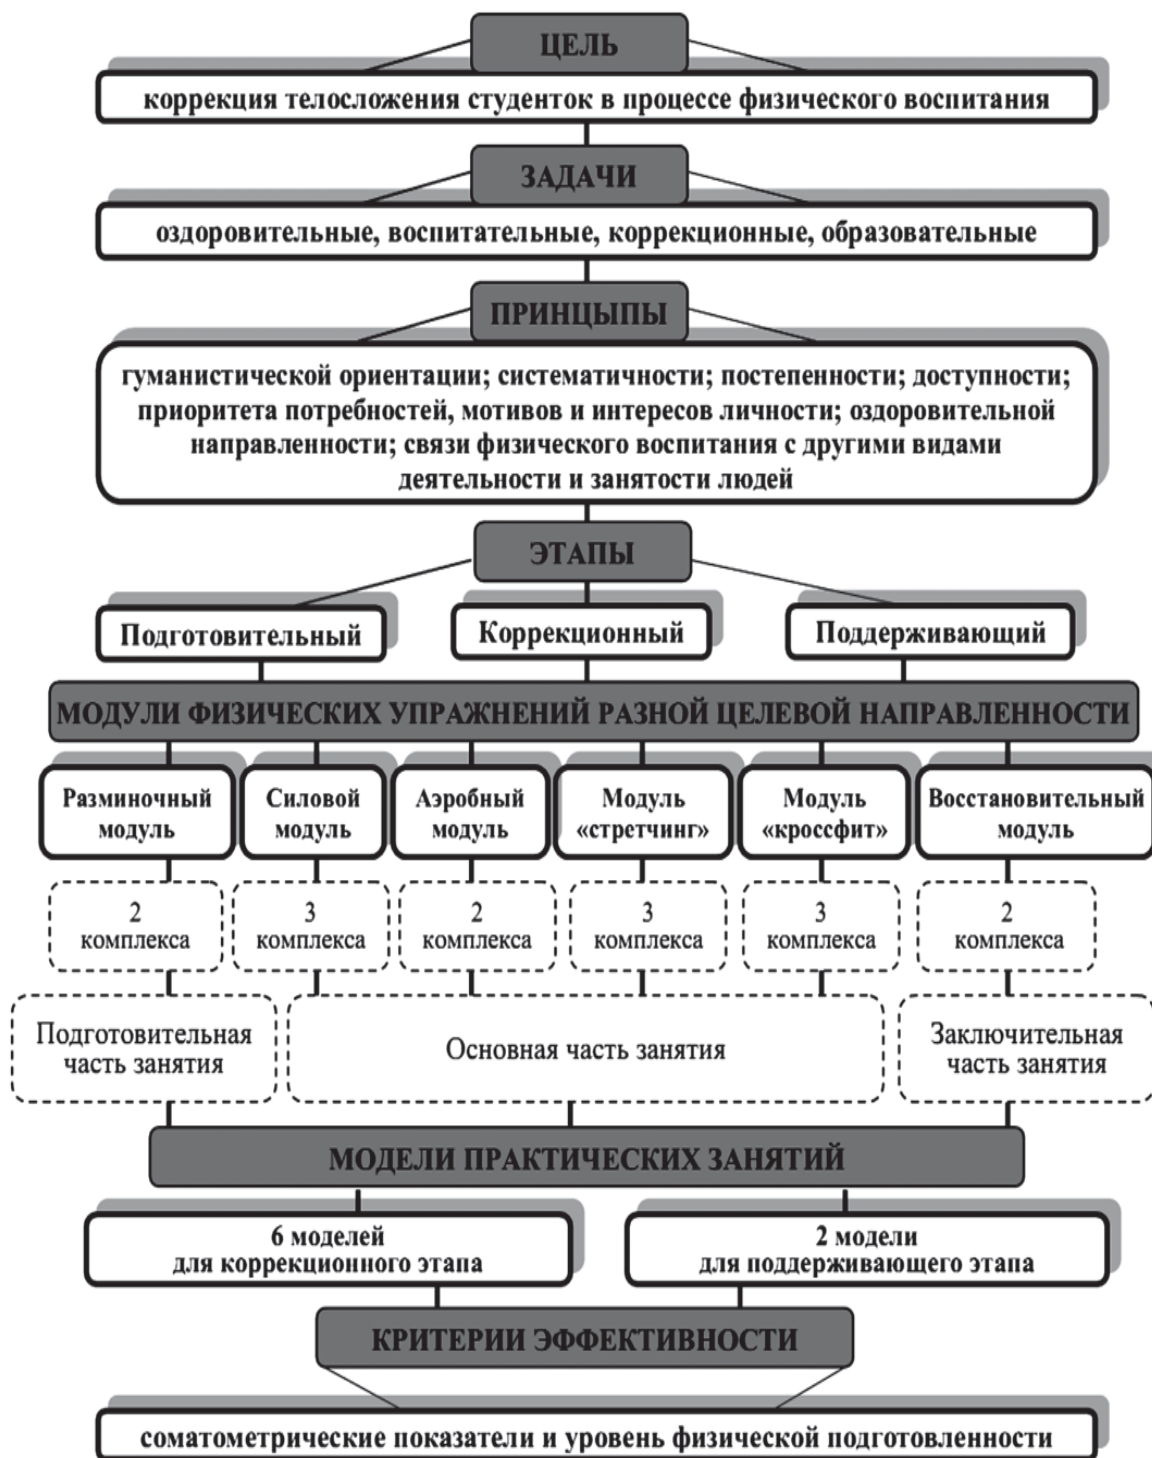 ЦЕЛЬ
коррекция телосложения студенток в процессе физического воспитания
ЗАДАЧИ
оздоровительные, воспитательные, коррекционные, образовательные
ПРИНЦЫПЫ
гуманистической ориентации; систематичности; постепенности; доступности;
приоритета потребностей, мотивов и интересов личности; оздоровительной
направленности; связи физического воспитания с другими видами
деятельности и занятости людей
ЭТАПЫ
Подготовительный
Коррекционный
Поддерживающий
МОДУЛИ ФИЗИЧЕСКИХ УПРАЖНЕНИЙ РАЗНОЙ ЦЕЛЕВОЙ НАПРАВЛЕННОСТИ
Разминочный
модуль
Силовой
модуль
Аэробный
модуль
Модуль
«стретчинг»
Модуль
«кроссфит»
Восстановительный
модуль
2
комплекса
3
комплекса
2
комплекса
3
комплекса
3
комплекса
2
комплекса
Подготовительная
часть занятия
Основная часть занятия
Заключительная
часть занятия
МОДЕЛИ ПРАКТИЧЕСКИХ ЗАНЯТИЙ
6 моделей
для коррекционного этапа
2 модели
для поддерживающего этапа
КРИТЕРИИ ЭФФЕКТИВНОСТИ
соматометрические показатели и уровень физической подготовленности